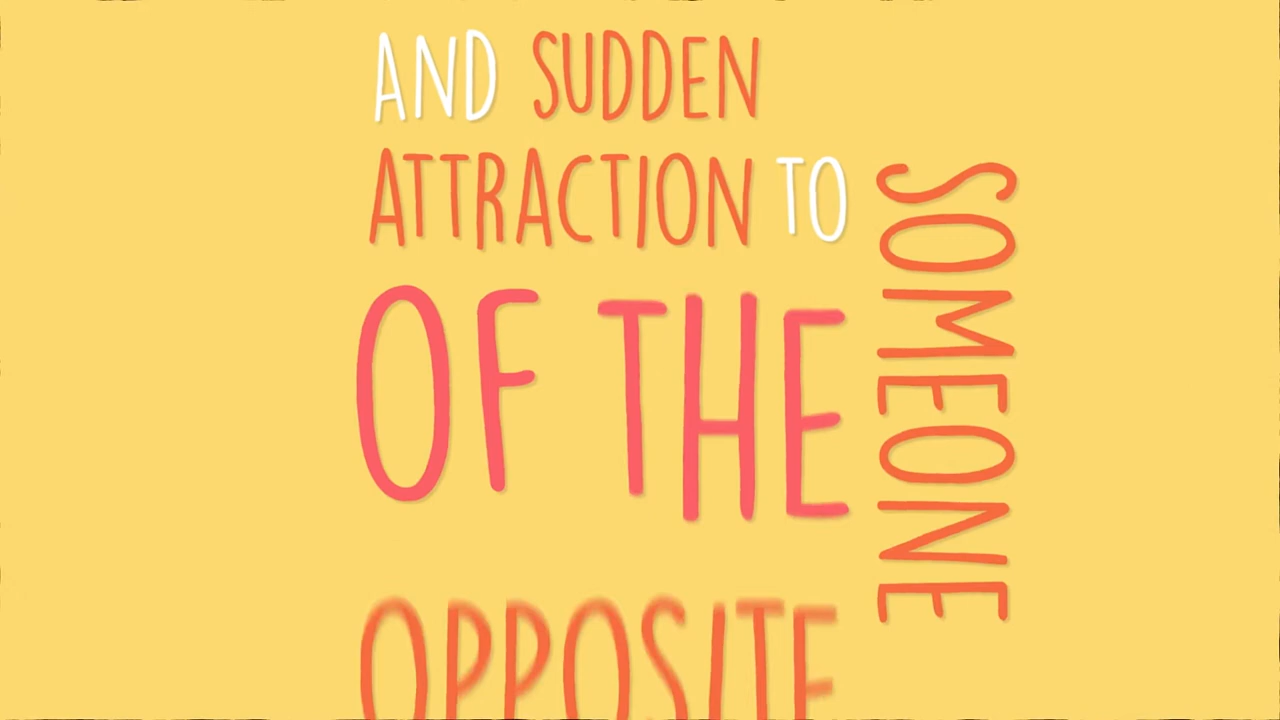 AND SUDDEN
ATTRACTION TO
SOMEONE
OF THE
OPPOSITE